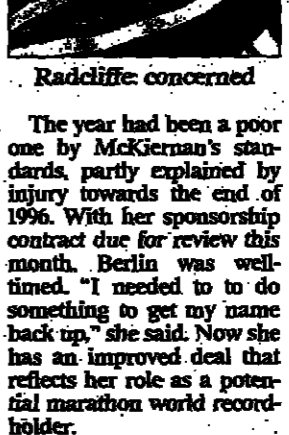 Radcliffe: concerned
The year had been a poor
one by McKiernan's stan-
dards, partly explained by
injury towards the end of
1996. With her sponsorship
contract due for review this
month. Berlin was well-
timed. "I needed to to do
something to get my name
back up," she said. Now she
has an improved deal that
reflects her role as a poten-
tial marathon world record-
holder.